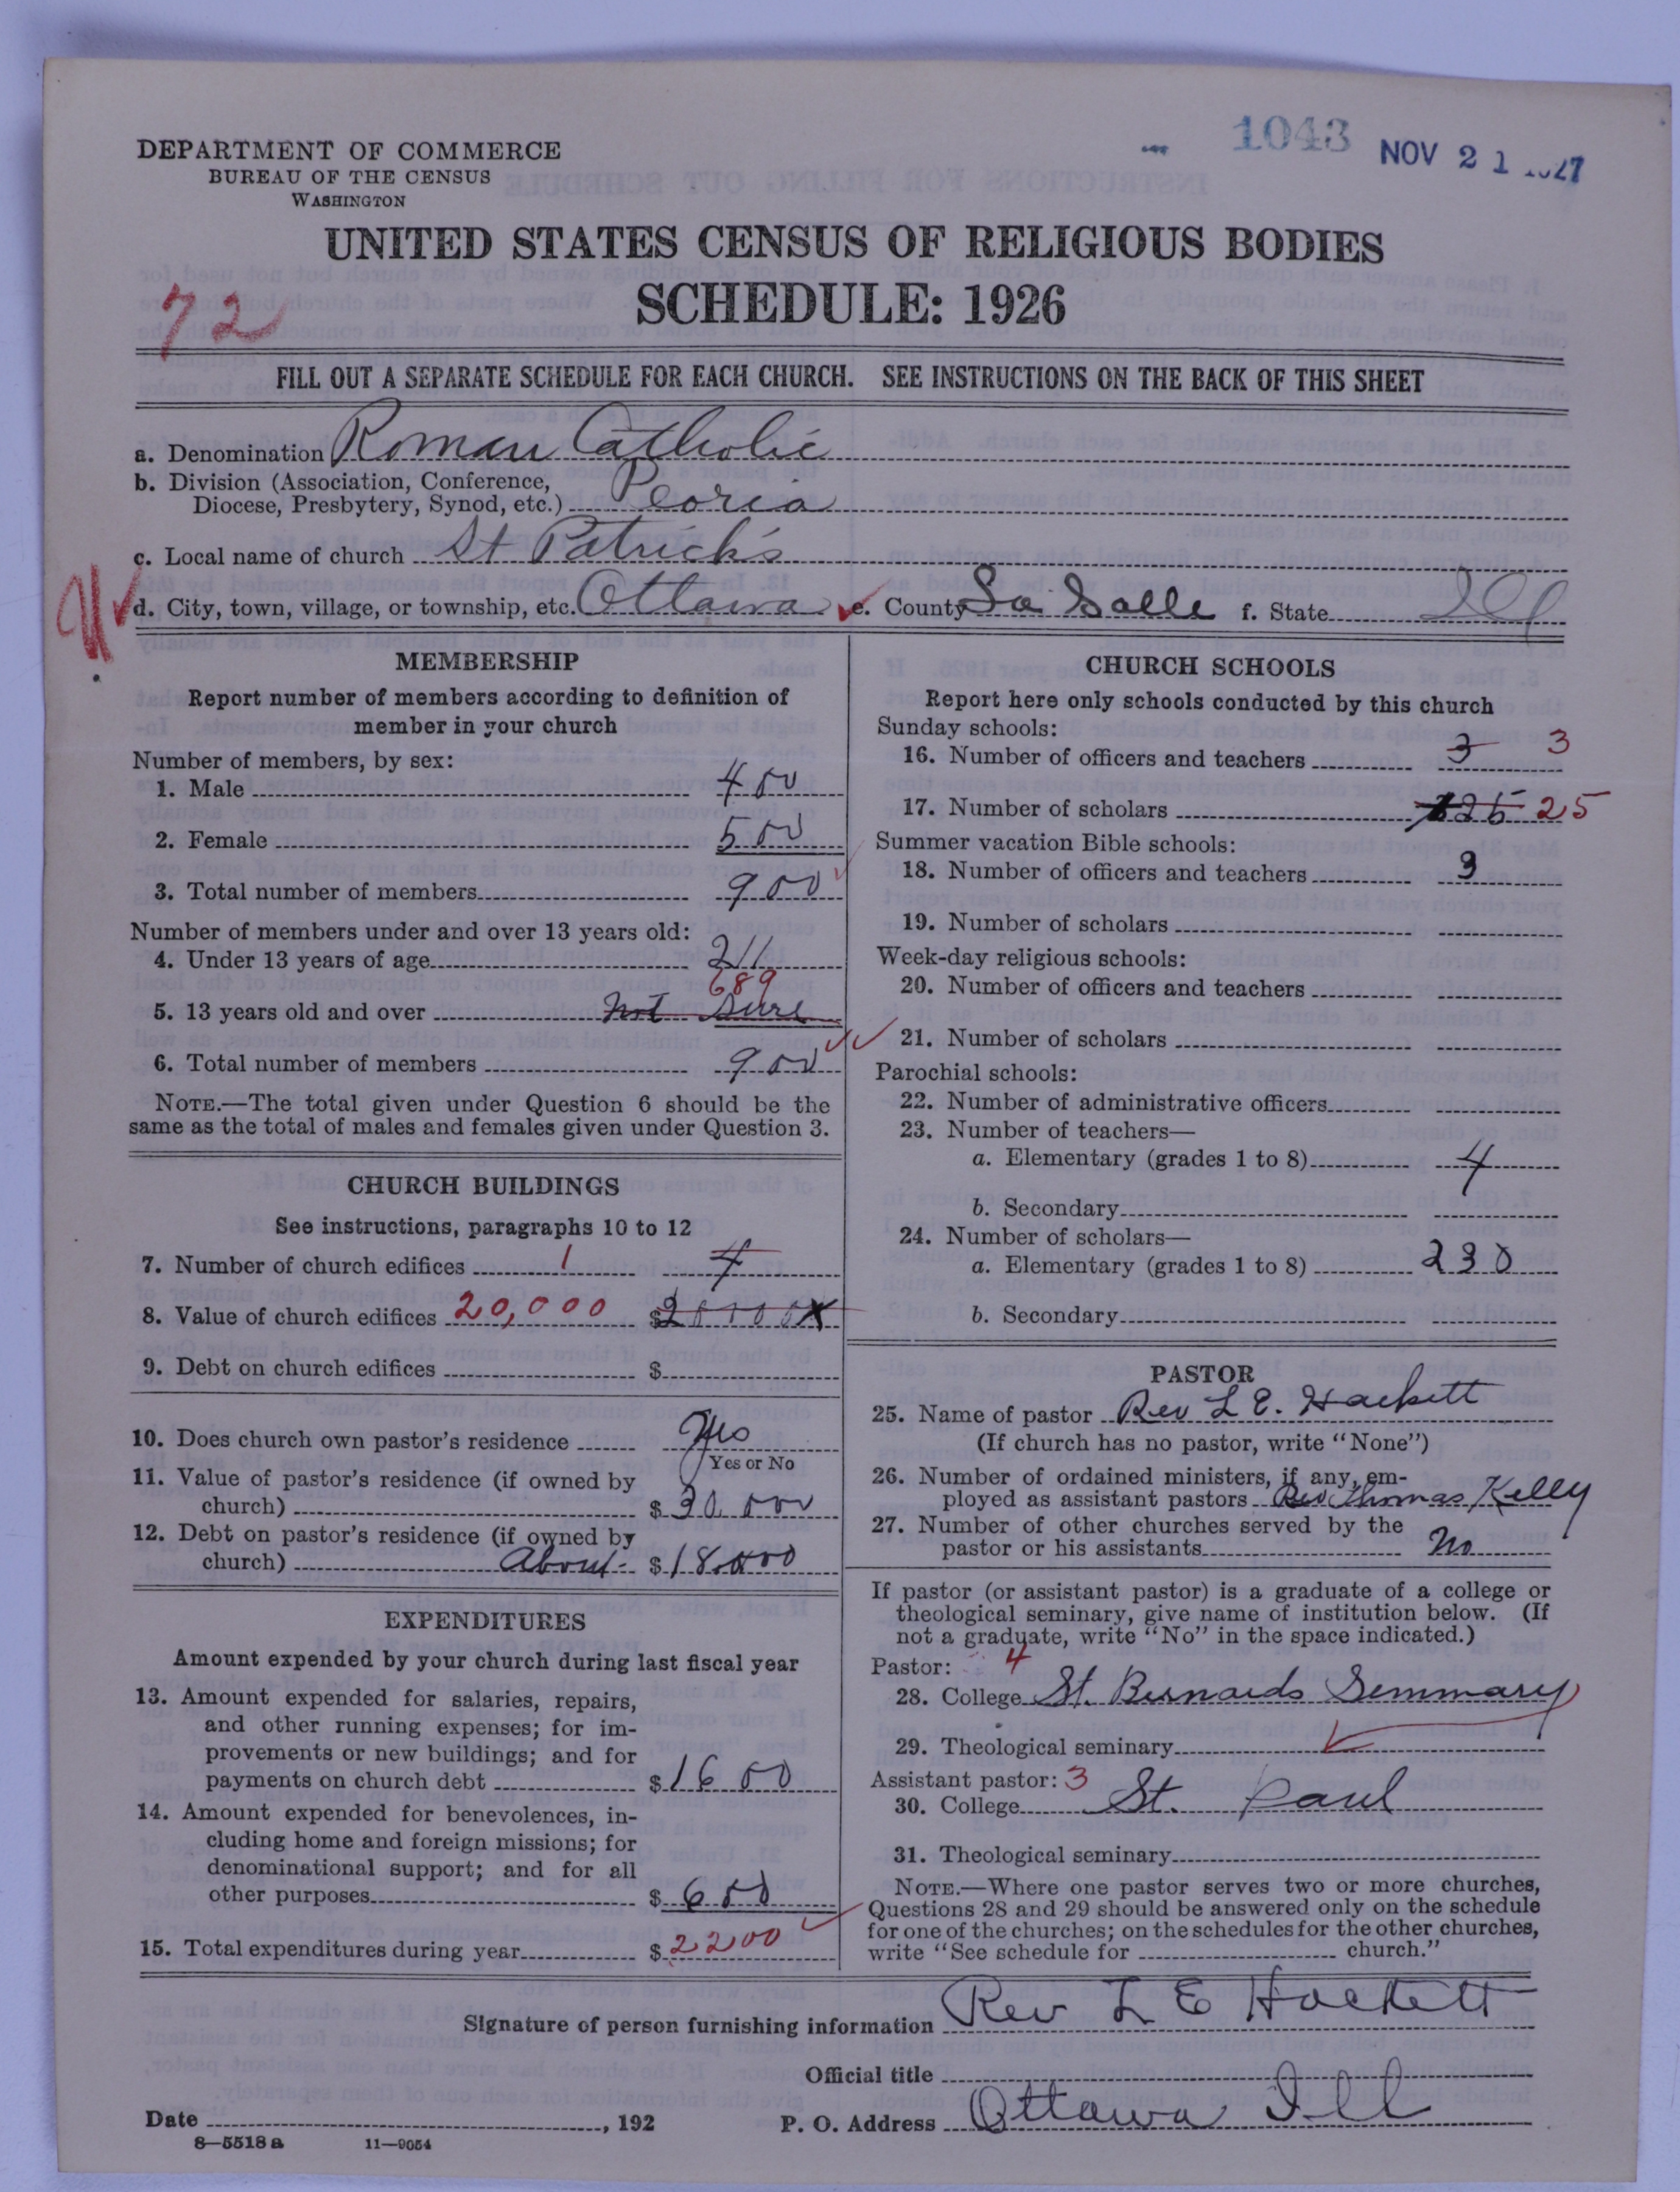 1043 NOV 21 1927
DEPARTMENT OF COMMERCE
BUREAU OF THE CENSUS
WASHINGTON
UNITED STATES CENSUS OF RELIGIOUS BODIES
SCHEDULE: 1926
72
FILL OUT A SEPARATE SCHEDULE FOR EACH CHURCH. SEE INSTRUCTIONS ON THE BACK OF THIS SHEET
a. Denomination Roman Catholic
b. Division (Association, Conference,
Diocese, Presbytery, Synod, etc.) Peoria
c. Local name of church St Patrick's
d. City, town, village, or township, etc. Ottawa e. County La Salle f. State Ill
MEMBERSHIP
Report number of members according to definition of
member in your church
Number of members, by sex:
1. Male 400
2. Female 500
3. Total number of members 900
Number of members under and over 13 years old:
4. Under 13 years of age 211
689
5. 13 years old and over Not Sure
6. Total number of members 900
NOTE.—The total given under Question 6 should be the
same as the total of males and females given under Question 3.
CHURCH BUILDINGS
See instructions, paragraphs 10 to 12
7. Number of church edifices 1 4
8. Value of church edifices 20,000 $
9. Debt on church edifices $
10. Does church own pastor's residence Yes
Yes or No
11. Value of pastor's residence (if owned by
church) $ 30.000
12. Debt on pastor's residence (if owned by
church) About $ 18.000
EXPENDITURES
Amount expended by your church during last fiscal year
13. Amount expended for salaries, repairs,
and other running expenses; for im-
provements or new buildings; and for
payments on church debt $ 1600
14. Amount expended for benevolences, in-
cluding home and foreign missions; for
denominational support; and for all
other purposes $ 600
15. Total expenditures during year $ 2200
CHURCH SCHOOLS
Report here only schools conducted by this church
Sunday schools:
16. Number of officers and teachers 3 3
17. Number of scholars 125 25
Summer vacation Bible schools:
18. Number of officers and teachers 3
19. Number of scholars
Week-day religious schools:
20. Number of officers and teachers
21. Number of scholars
Parochial schools:
22. Number of administrative officers
23. Number of teachers—
a. Elementary (grades 1 to 8) 4
b. Secondary
24. Number of scholars—
a. Elementary (grades 1 to 8) 230
b. Secondary
PASTOR
25. Name of pastor Rev L E. Hackett
(If church has no pastor, write "None")
26. Number of ordained ministers, if any, em-
ployed as assistant pastors Rev Thomas Kelly
27. Number of other churches served by the
pastor or his assistants No
If pastor (or assistant pastor) is a graduate of a college or
theological seminary, give name of institution below. (If
not a graduate, write "No" in the space indicated.)
Pastor: 4
28. College St. Bernards Semmary
29. Theological seminary
Assistant pastor: 3
30. College St. Paul
31. Theological seminary
NOTE.—Where one pastor serves two or more churches,
Questions 28 and 29 should be answered only on the schedule
for one of the churches; on the schedules for the other churches,
write "See schedule for church."
Signature of person furnishing information Rev L E Hackett
Official title
Date , 192 P. O. Address Ottawa Ill
8—5518 a 11—9054